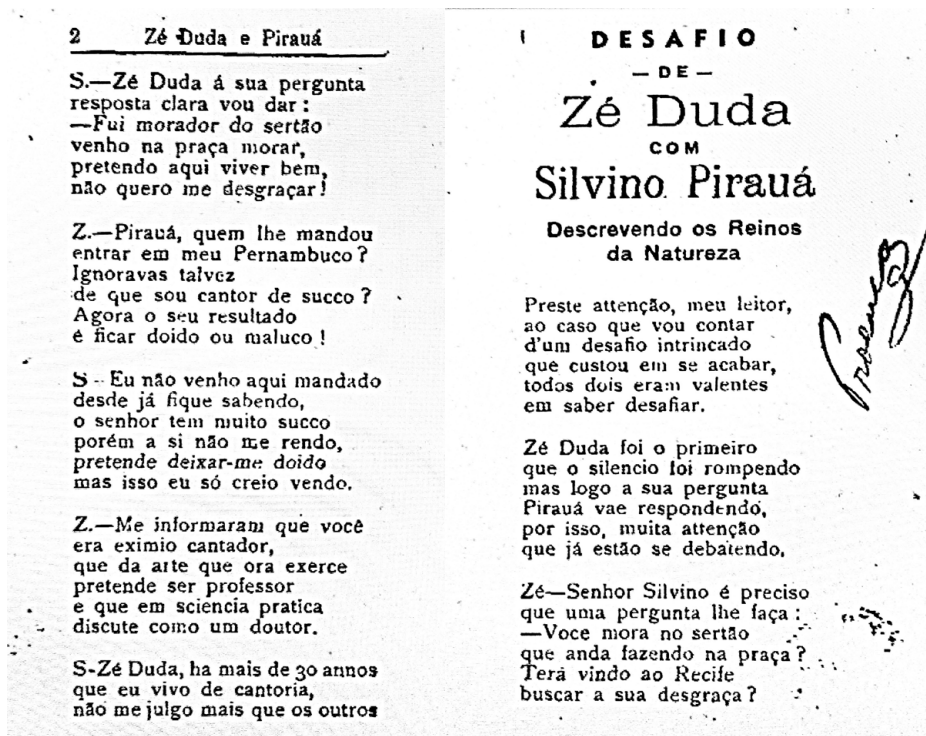 2 Zé Duda e Pirauá
S.—Zé Duda á sua pergunta
resposta clara vou dar :
—Fui morador do sertão
venho na praça morar,
pretendo aqui viver bem,
não quero me desgraçar !
Z.—Pirauá, quem lhe mandou
entrar em meu Pernambuco ?
Ignoravas talvez
de que sou cantor de succo ?
Agora o seu resultado
é ficar doido ou maluco !
S - Eu não venho aqui mandado
desde já fique sabendo,
o senhor tem muito succo
porém a si não me rendo,
pretende deixar-me doido
mas isso eu só creio vendo.
Z.—Me informaram que você
era eximio cantador,
que da arte que ora exerce
pretende ser professor
e que em sciencia pratica
discute como um doutor.
S-Zé Duda, ha mais de 30 annos
que eu vivo de cantoria,
não me julgo mais que os outros
1
DESAFIO
— DE —
Zé Duda
COM
Silvino Pirauá
Descrevendo os Reinos
da Natureza
Preste attenção, meu leitor,
ao caso que vou contar
d'um desafio intrincado
que custou em se acabar,
todos dois eram valentes
em saber desafiar.
Zé Duda foi o primeiro
que o silencio foi rompendo
mas logo a sua pergunta
Pirauá vae respondendo,
por isso, muita attenção
que já estão se debatendo.
Zé—Senhor Silvino é preciso
que uma pergunta lhe faça :
—Voce mora no sertão
que anda fazendo na praça ?
Terá vindo ao Recife
buscar a sua desgraça ?